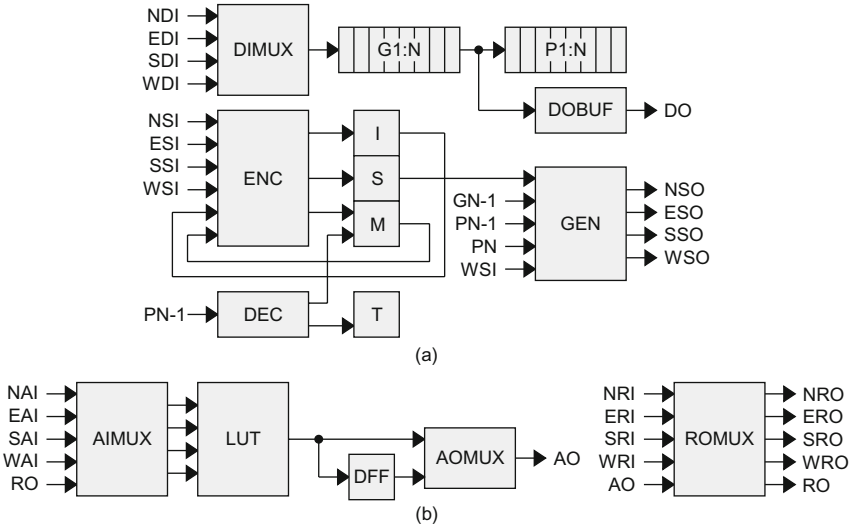 NDI
EDI
SDI
WDI
DIMUX
G1:N
P1:N
DOBUF
DO
NSI
ESI
SSI
WSI
ENC
I
S
M
GN-1
PN-1
PN
WSI
GEN
NSO
ESO
SSO
WSO
PN-1
DEC
T
(a)
NAI
EAI
SAI
WAI
RO
AIMUX
LUT
DFF
AOMUX
AO
NRI
ERI
SRI
WRI
AO
ROMUX
NRO
ERO
SRO
WRO
RO
(b)